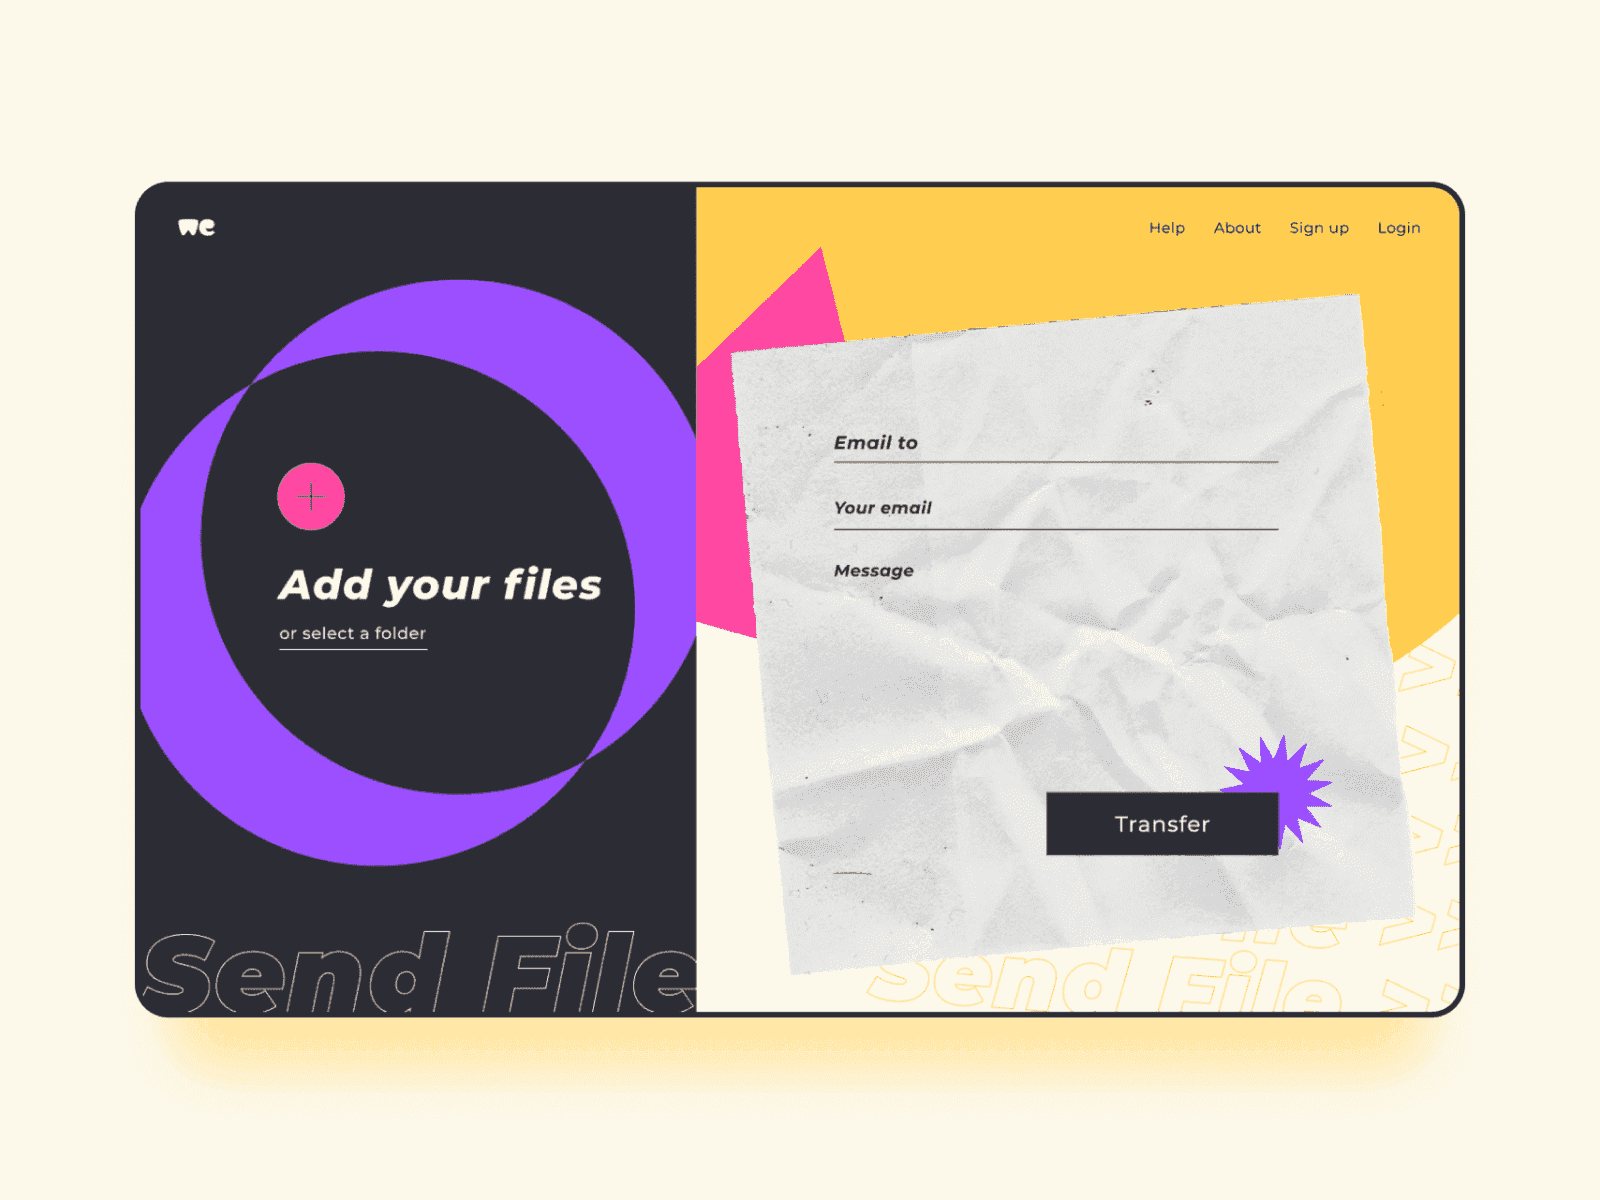 we
Help About Sign up Login
Email to
Your email
Message
Add your files
or select a folder
Transfer
Send File
File
Send File